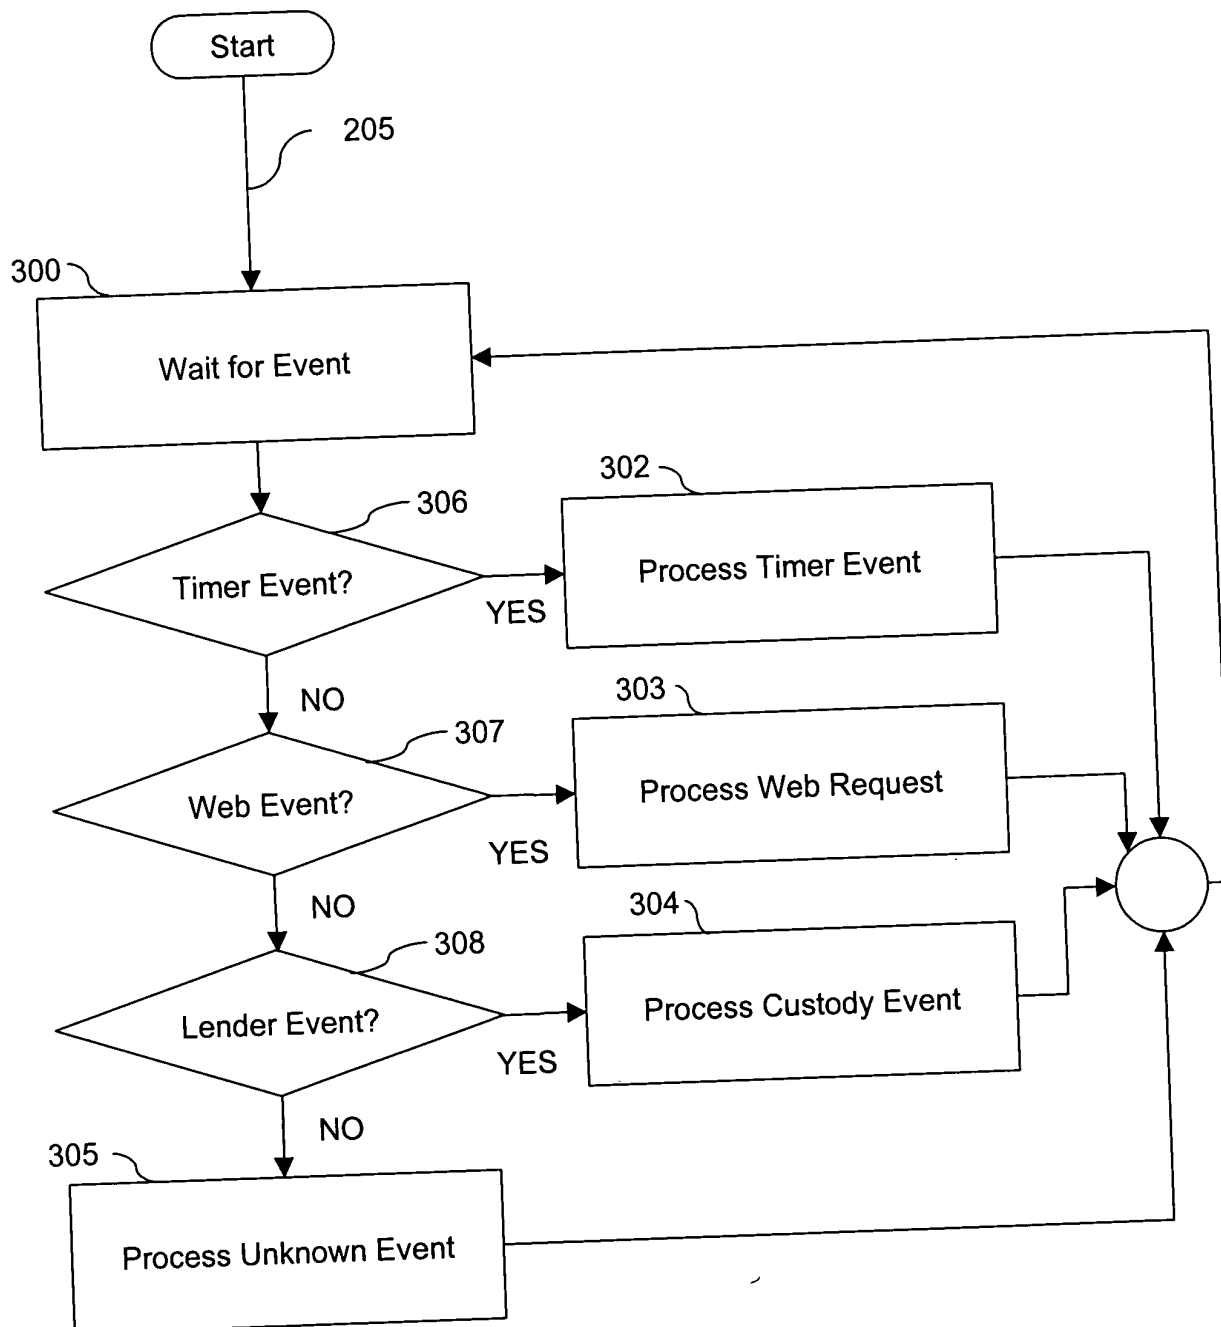 Start
205
300
Wait for Event
302
306
Process Timer Event
Timer Event?
YES
NO
303
307
Process Web Request
Web Event?
YES
NO
304
308
Process Custody Event
Lender Event?
YES
NO
305
Process Unknown Event